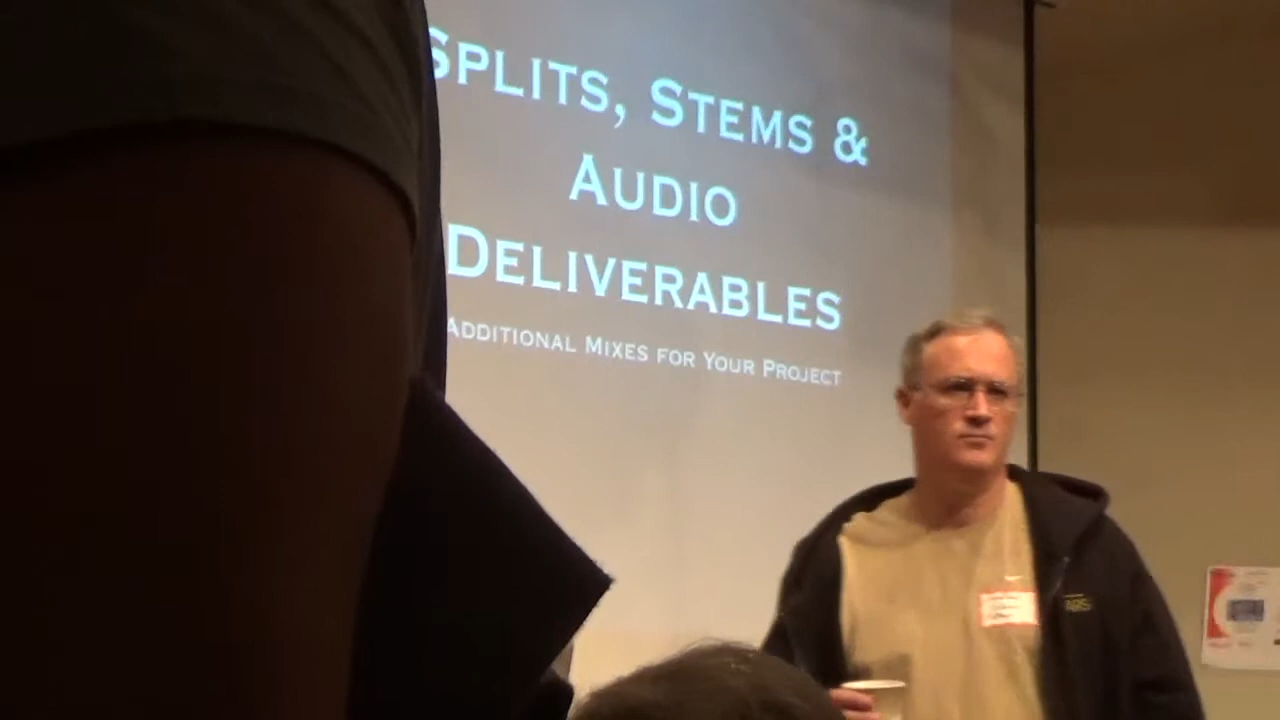 SPLITS, STEMS &
AUDIO
DELIVERABLES
ADDITIONAL MIXES FOR YOUR PROJECT